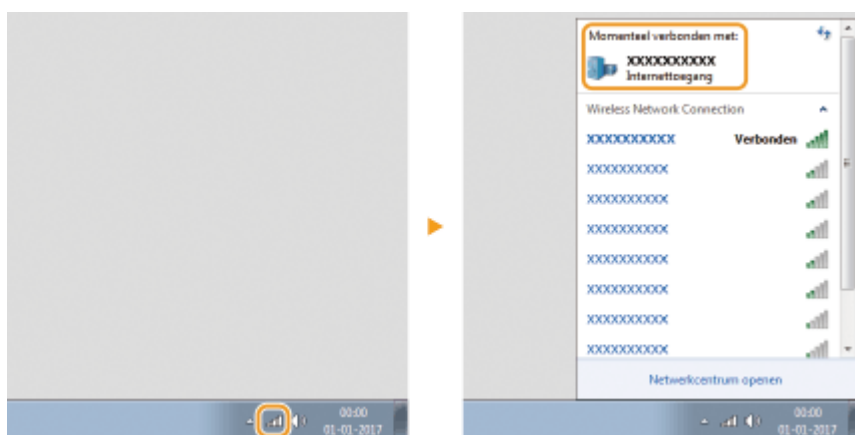 00:00
01-01-2017
Momenteel verbonden met:
XXXXXXXXXX
Internettoegang
Wireless Network Connection
XXXXXXXXXX Verbonden
XXXXXXXXXX
XXXXXXXXXX
XXXXXXXXXX
XXXXXXXXXX
XXXXXXXXXX
XXXXXXXXXX
XXXXXXXXXX
Netwerkcentrum openen
00:00
01-01-2017